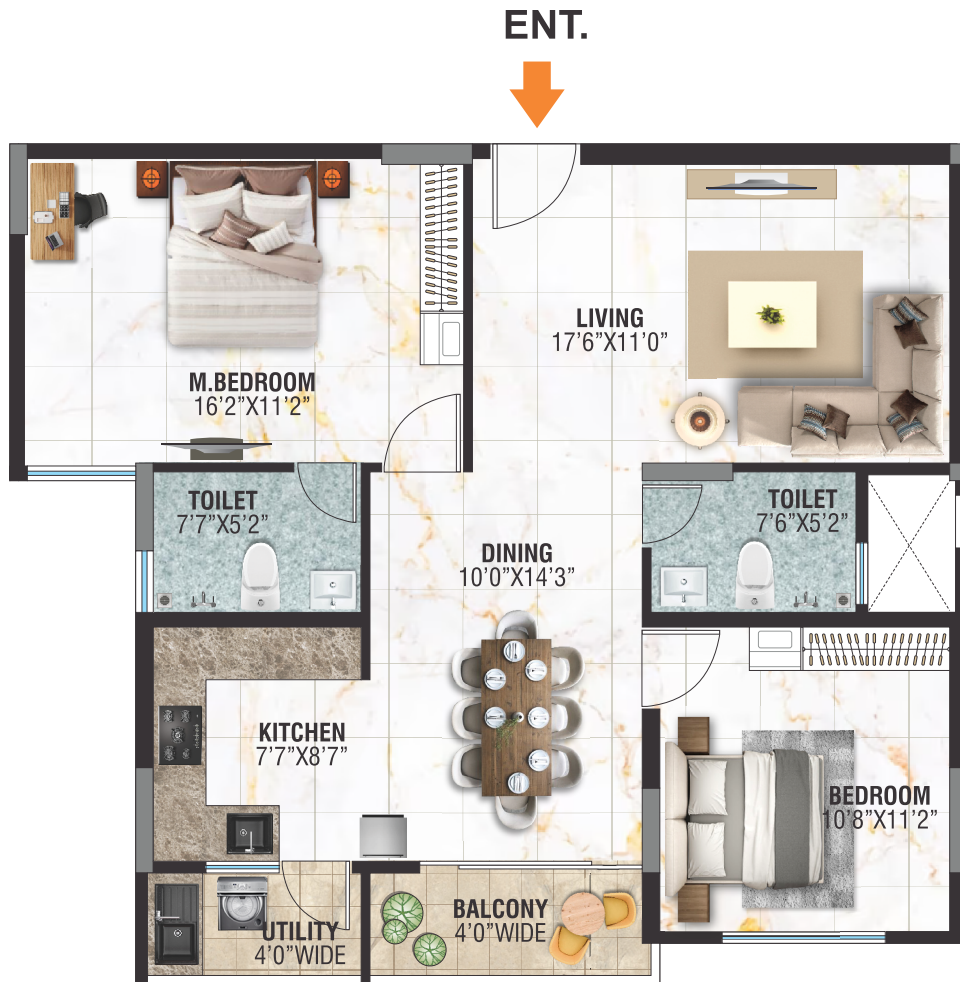 ENT.
LIVING
17’6”X11’0”
M.BEDROOM
16’2”X11’2”
TOILET
7’7”X5’2”
TOILET
7’6”X5’2”
DINING
10’0”X14’3”
KITCHEN
7’7”X8’7”
BEDROOM
10’8”X11’2”
UTILITY
4’0”WIDE
BALCONY
4’0”WIDE